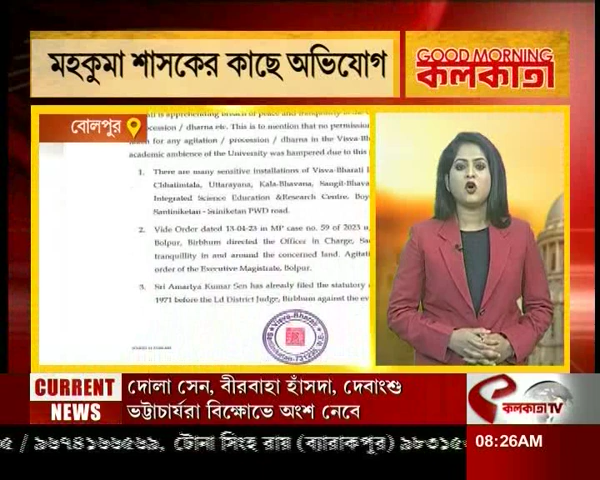 মহকুমা শাসকের কাছে অভিযোগ
GOOD MORNING
কলকাতা
বোলপুর
is apprehending breach of peace and tranquility in the
procession / dharna etc. This is to mention that no permission
for any agitation / procession / dharna in the Visva-Bha
academic ambience of the University was hampered due to this
1. There are many sensitive installations of Visva-Bharati
Chhatimtala, Uttarayana, Kala-Bhavana, Sangit-Bhava
Integrated Science Education &Research Centre, Boy
Santiniketan - Sriniketan PWD road.
2. Vide Order dated 13-04-23 in MP case no. 59 of 2023
Bolpur, Birbhum directed the Officer in Charge,
tranquillity in and around the concerned land. Agitat
order of the Executive Magistrate, Bolpur.
3. Sri Amartya Kumar Sen has already filed the statutory
1971 before the Ld District Judge, Birbhum against the
Visva-Bharati
CURRENT
NEWS
দোলা সেন, বীরবাহা হাঁসদা, দেবাংশু
ভট্টাচার্যরা বিক্ষোভে অংশ নেবে
কলকাতা TV
৫ / ৯৬৭৪১৬৬৫৬৯, টোনা সিংহ রায় (ব্যারাকপুর) ৯৮৩১৫
08:26AM